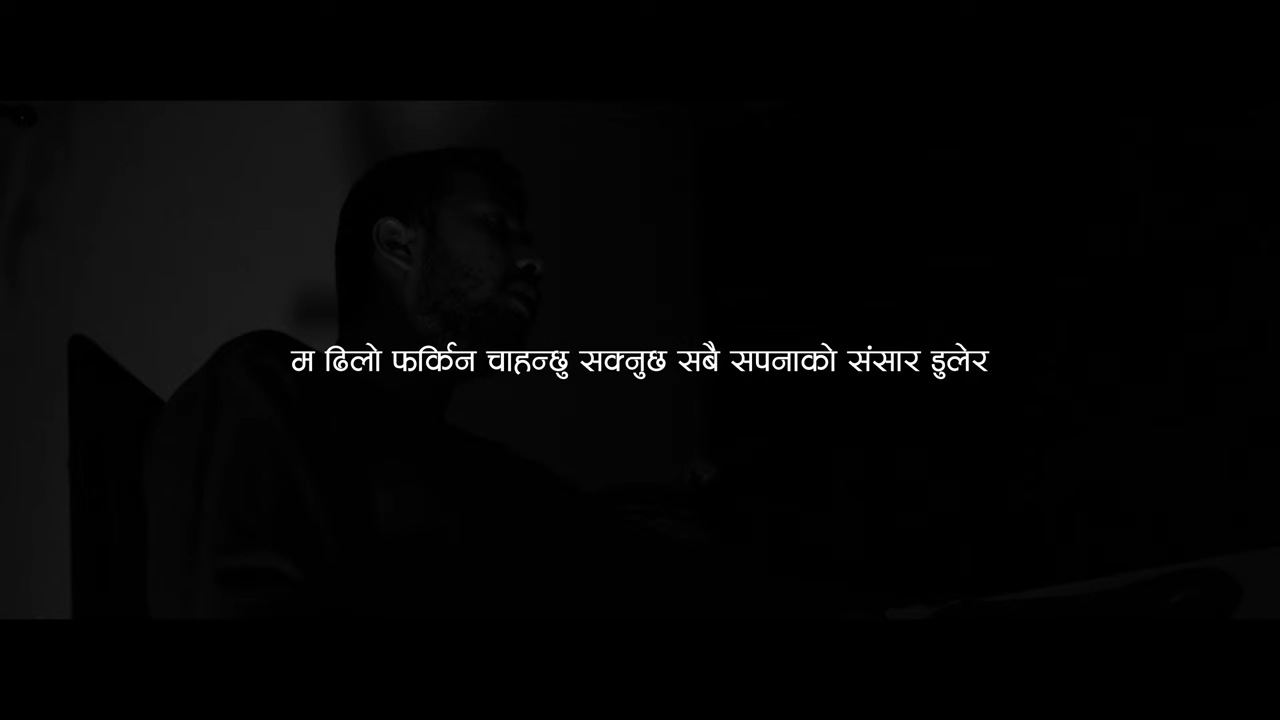 म ढिलो फर्किन चाहन्छु सक्नुछ सबै सपनाको संसार डुलेर